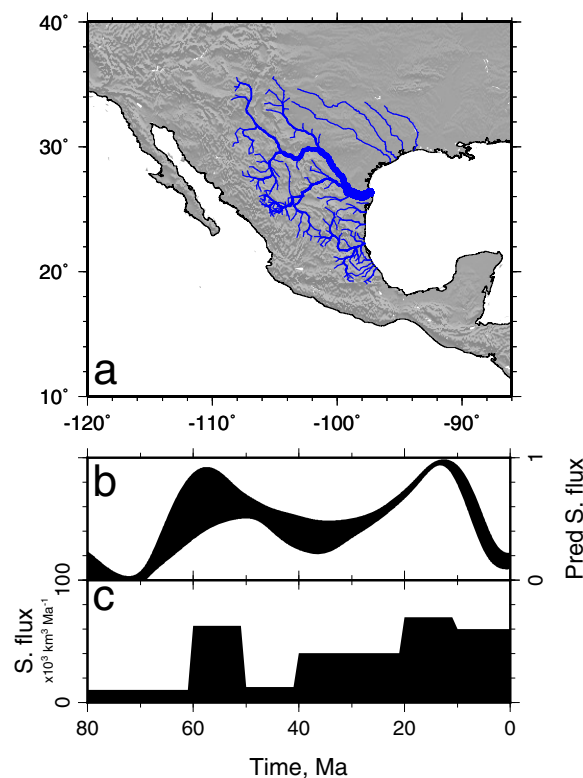 40˚
30˚
20˚
10˚
a
-120 -110˚ -100˚ -90˚
b
1
0
Pred S. flux
c
100
0
S. flux
x10³ km³ Ma⁻¹
80 60 40 20 0
Time, Ma